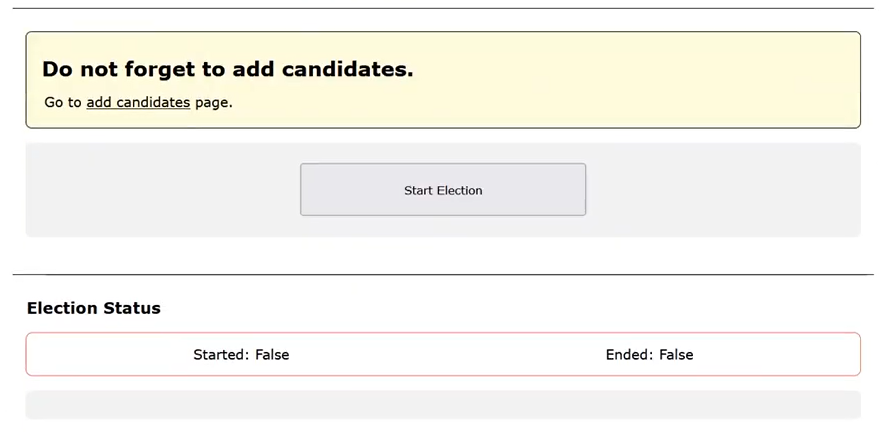 Do not forget to add candidates.
Go to add candidates page.
Start Election
Election Status
Started: False
Ended: False